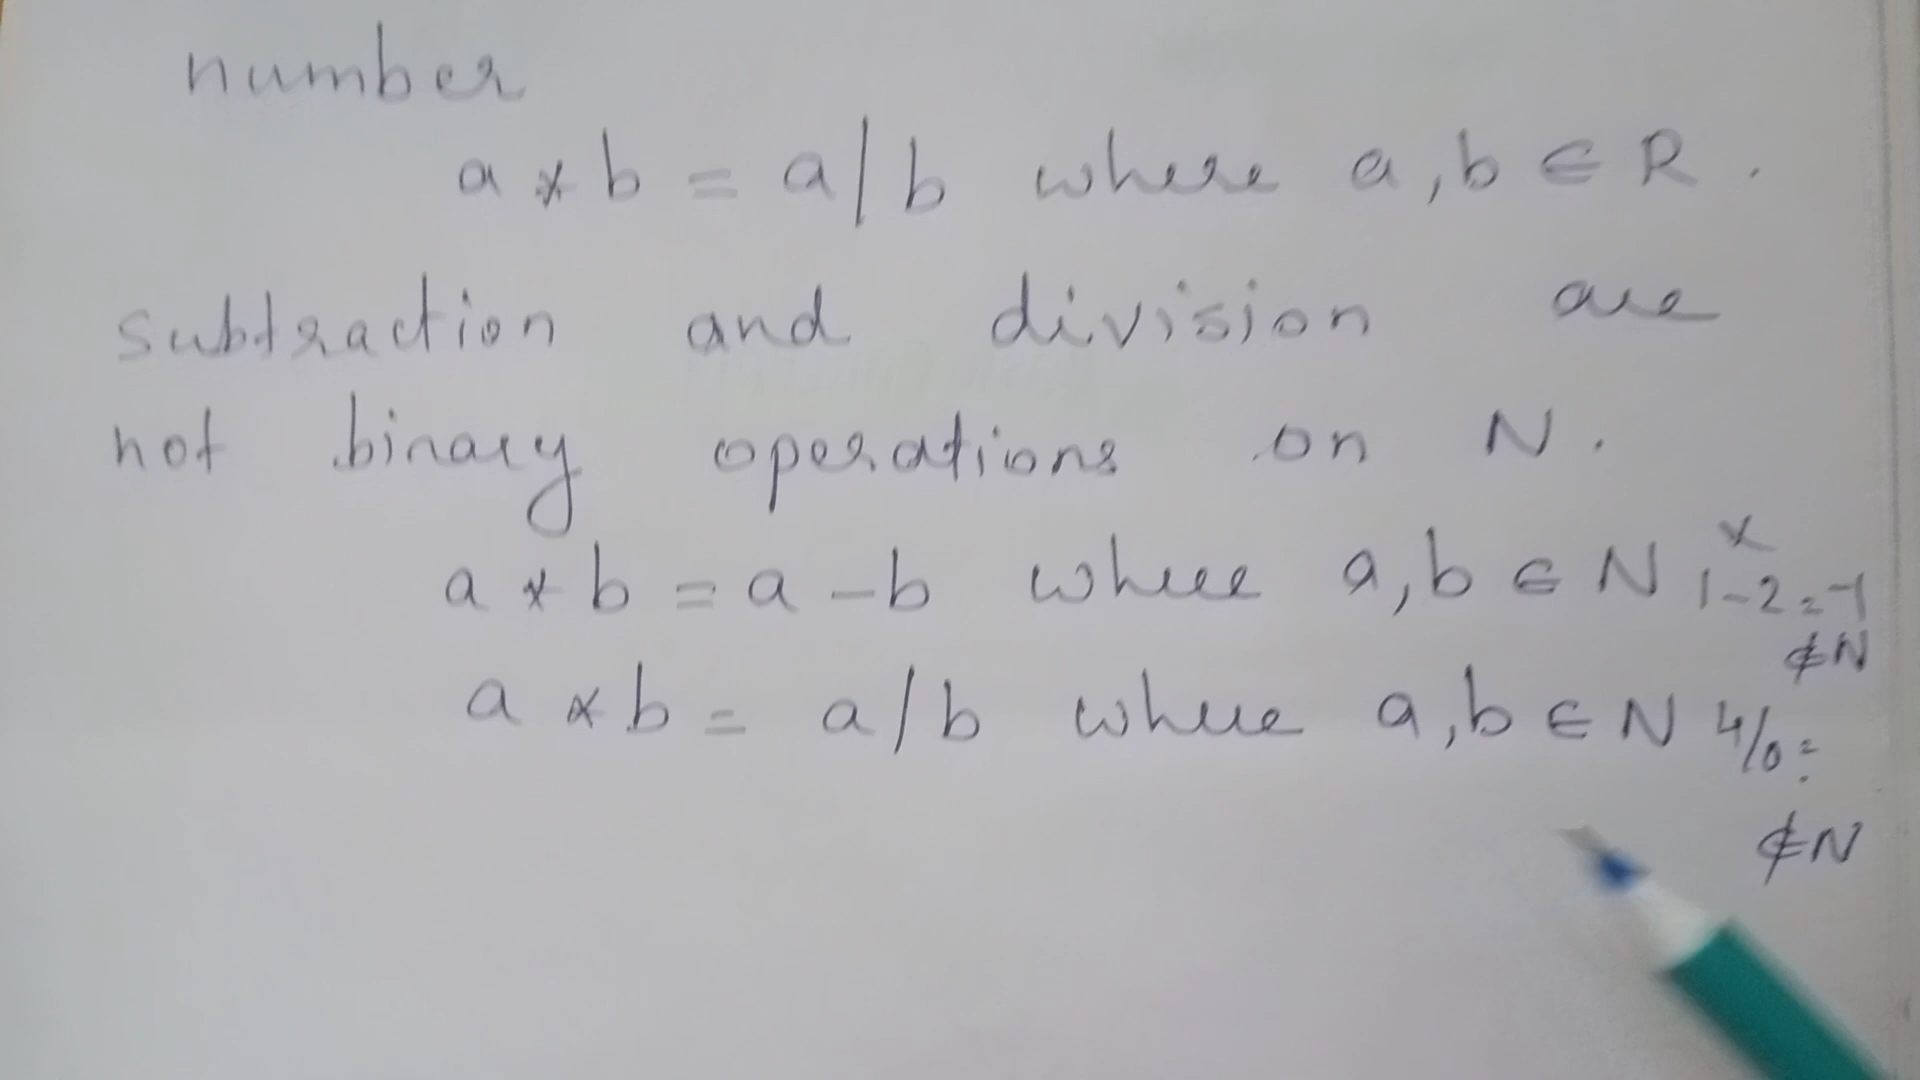 number
a * b = a/b where a, b ∈ R.
subtraction and division are
not binary operations on N.
a * b = a - b where a, b ∈ N x 1-2=-1
∉N
a * b = a/b where a, b ∈ N 4/0=
∉N